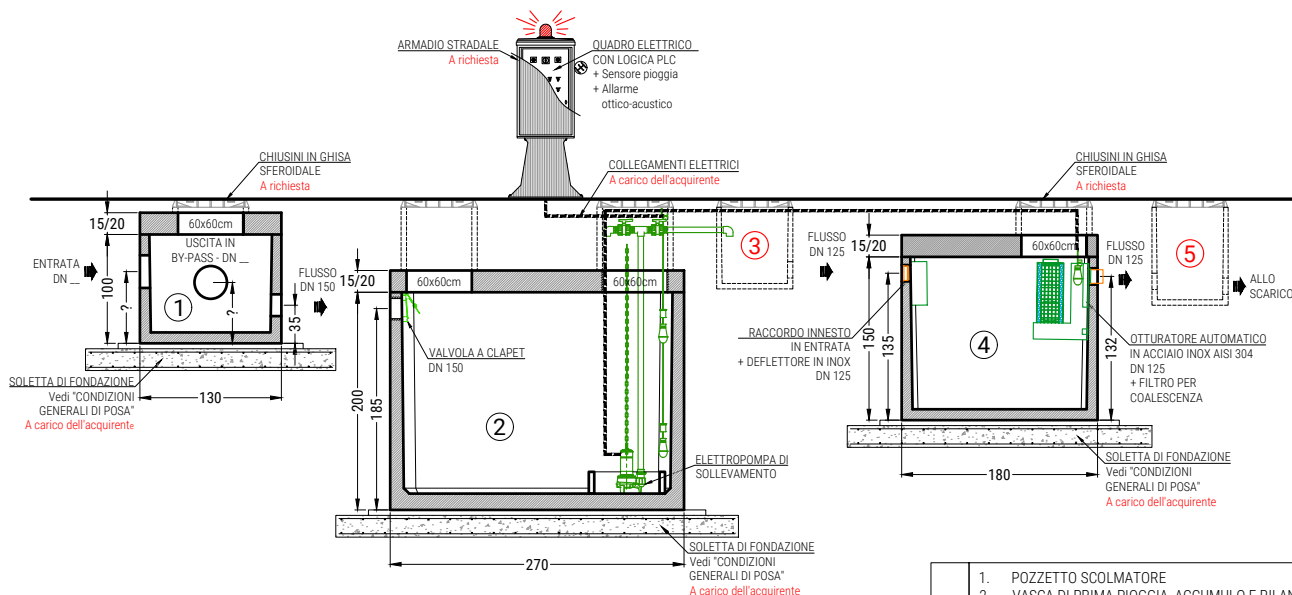 ARMADIO STRADALE
A richiesta
QUADRO ELETTRICO
CON LOGICA PLC
+ Sensore pioggia
+ Allarme
ottico-acustico
CHIUSINI IN GHISA
SFEROIDALE
A richiesta
COLLEGAMENTI ELETTRICI
A carico dell'acquirente
CHIUSINI IN GHISA
SFEROIDALE
A richiesta
15/20
60x60cm
USCITA IN
BY-PASS - DN __
ENTRATA
DN __
100
?
1
?
35
FLUSSO
DN 150
SOLETTA DI FONDAZIONE
Vedi "CONDIZIONI
GENERALI DI POSA"
A carico dell'acquirente
130
15/20
60x60cm
60x60cm
VALVOLA A CLAPET
DN 150
200
185
2
ELETTROPOMPA DI
SOLLEVAMENTO
270
SOLETTA DI FONDAZIONE
Vedi "CONDIZIONI
GENERALI DI POSA"
A carico dell'acquirente
3
FLUSSO
DN 125
15/20
60x60cm
FLUSSO
DN 125
5
ALLO
SCARICO
RACCORDO INNESTO
IN ENTRATA
+ DEFLETTORE IN INOX
DN 125
150
135
4
132
OTTURATORE AUTOMATICO
IN ACCIAIO INOX AISI 304
DN 125
+ FILTRO PER
COALESCENZA
180
SOLETTA DI FONDAZIONE
Vedi "CONDIZIONI
GENERALI DI POSA"
A carico dell'acquirente
1. POZZETTO SCOLMATORE
2. VASCA DI PRIMA PIOGGIA, ACCUMULO E